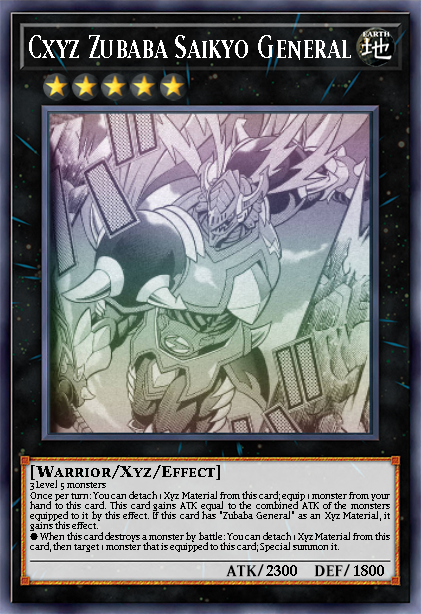 Cxyz Zubaba Saikyo General
EARTH
地
[Warrior/Xyz/Effect]
3 Level 5 monsters
Once per turn: You can detach 1 Xyz Material from this card; equip 1 monster from your
hand to this card. This card gains ATK equal to the combined ATK of the monsters
equipped to it by this effect. If this card has "Zubaba General" as an Xyz Material, it
gains this effect.
● When this card destroys a monster by battle: You can detach 1 Xyz Material from this
card, then target 1 monster that is equipped to this card; Special summon it.
ATK/2300 DEF/1800